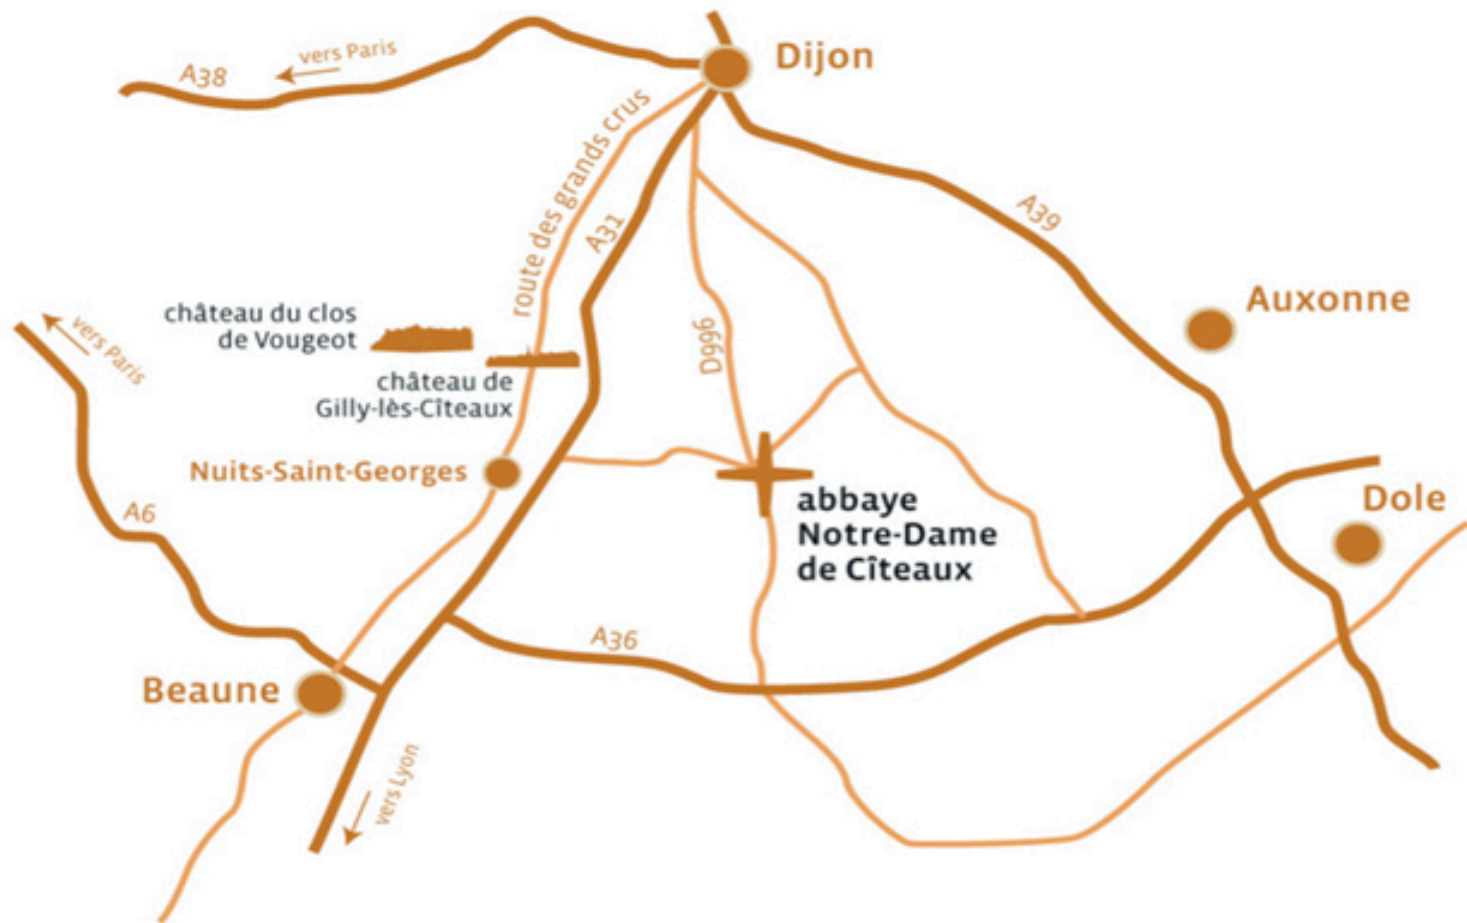 Dijon
vers Paris
A38
route des grands crus
A31
A39
château du clos
de Vougeot
Auxonne
vers Paris
D996
château de
Gilly-lès-Cîteaux
Nuits-Saint-Georges
abbaye
Notre-Dame
de Cîteaux
Dole
A6
A36
Beaune
vers Lyon